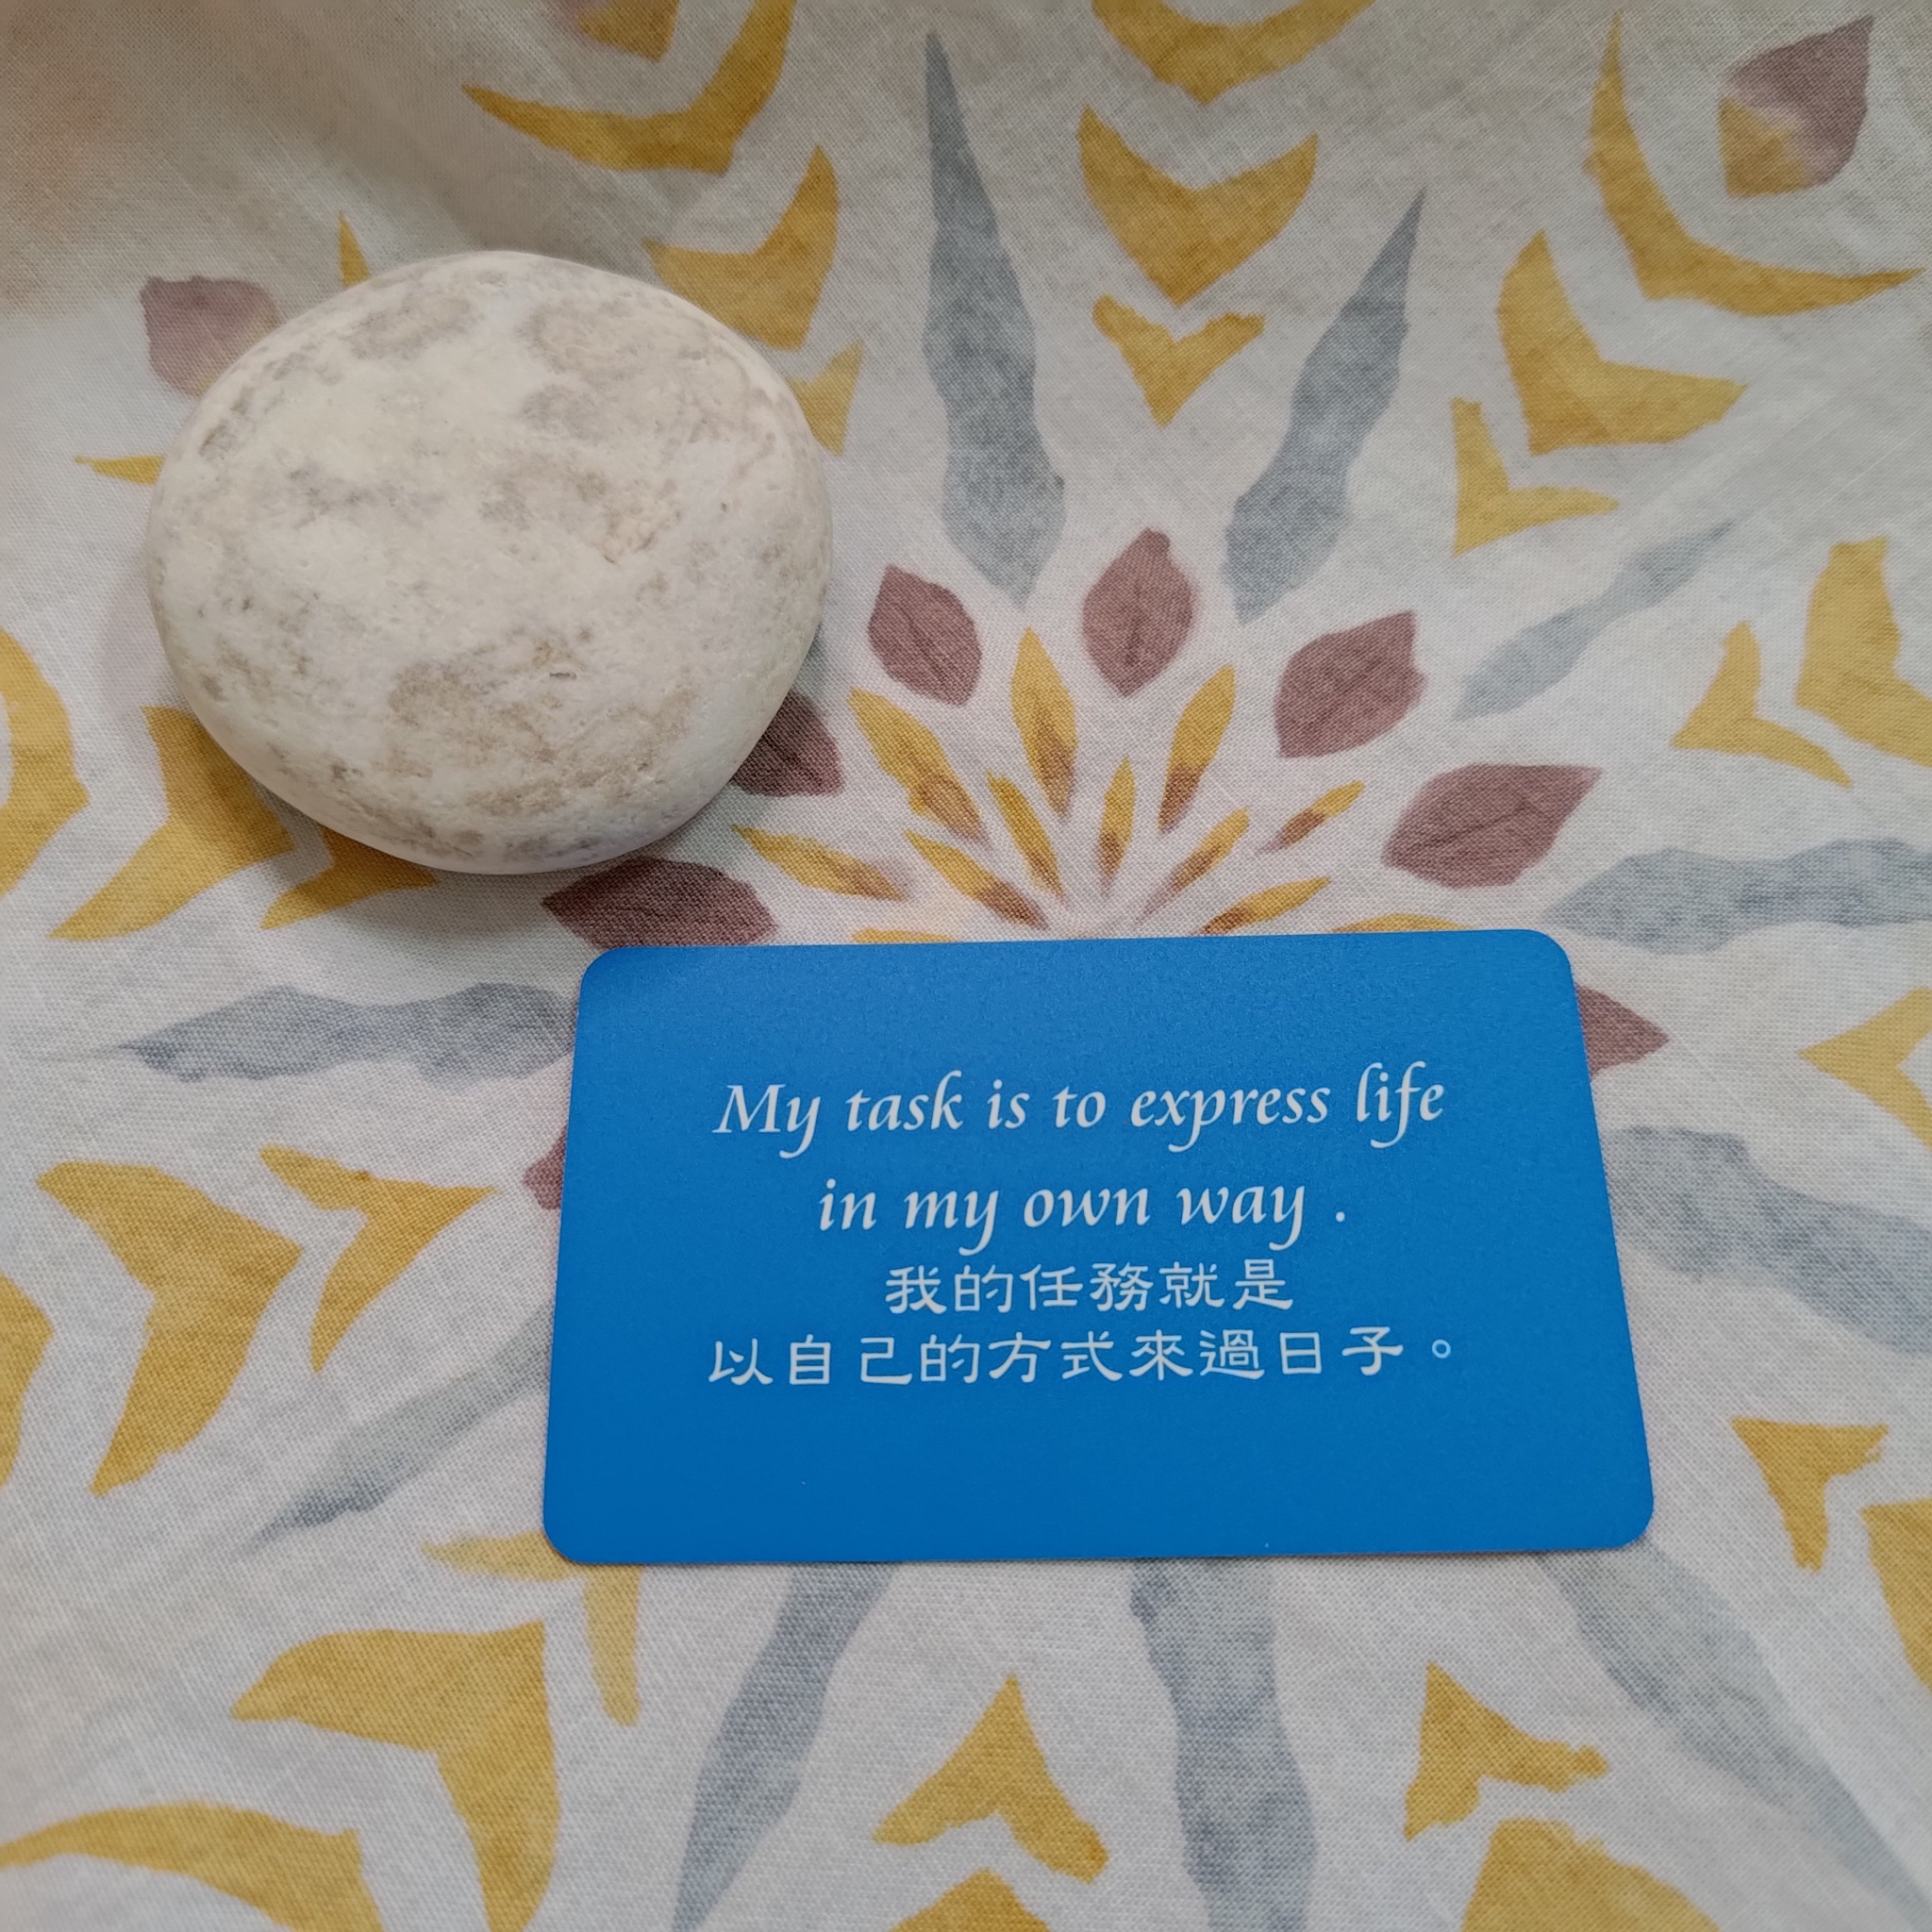 My task is to express life
in my own way .
我的任務就是
以自己的方式來過日子。